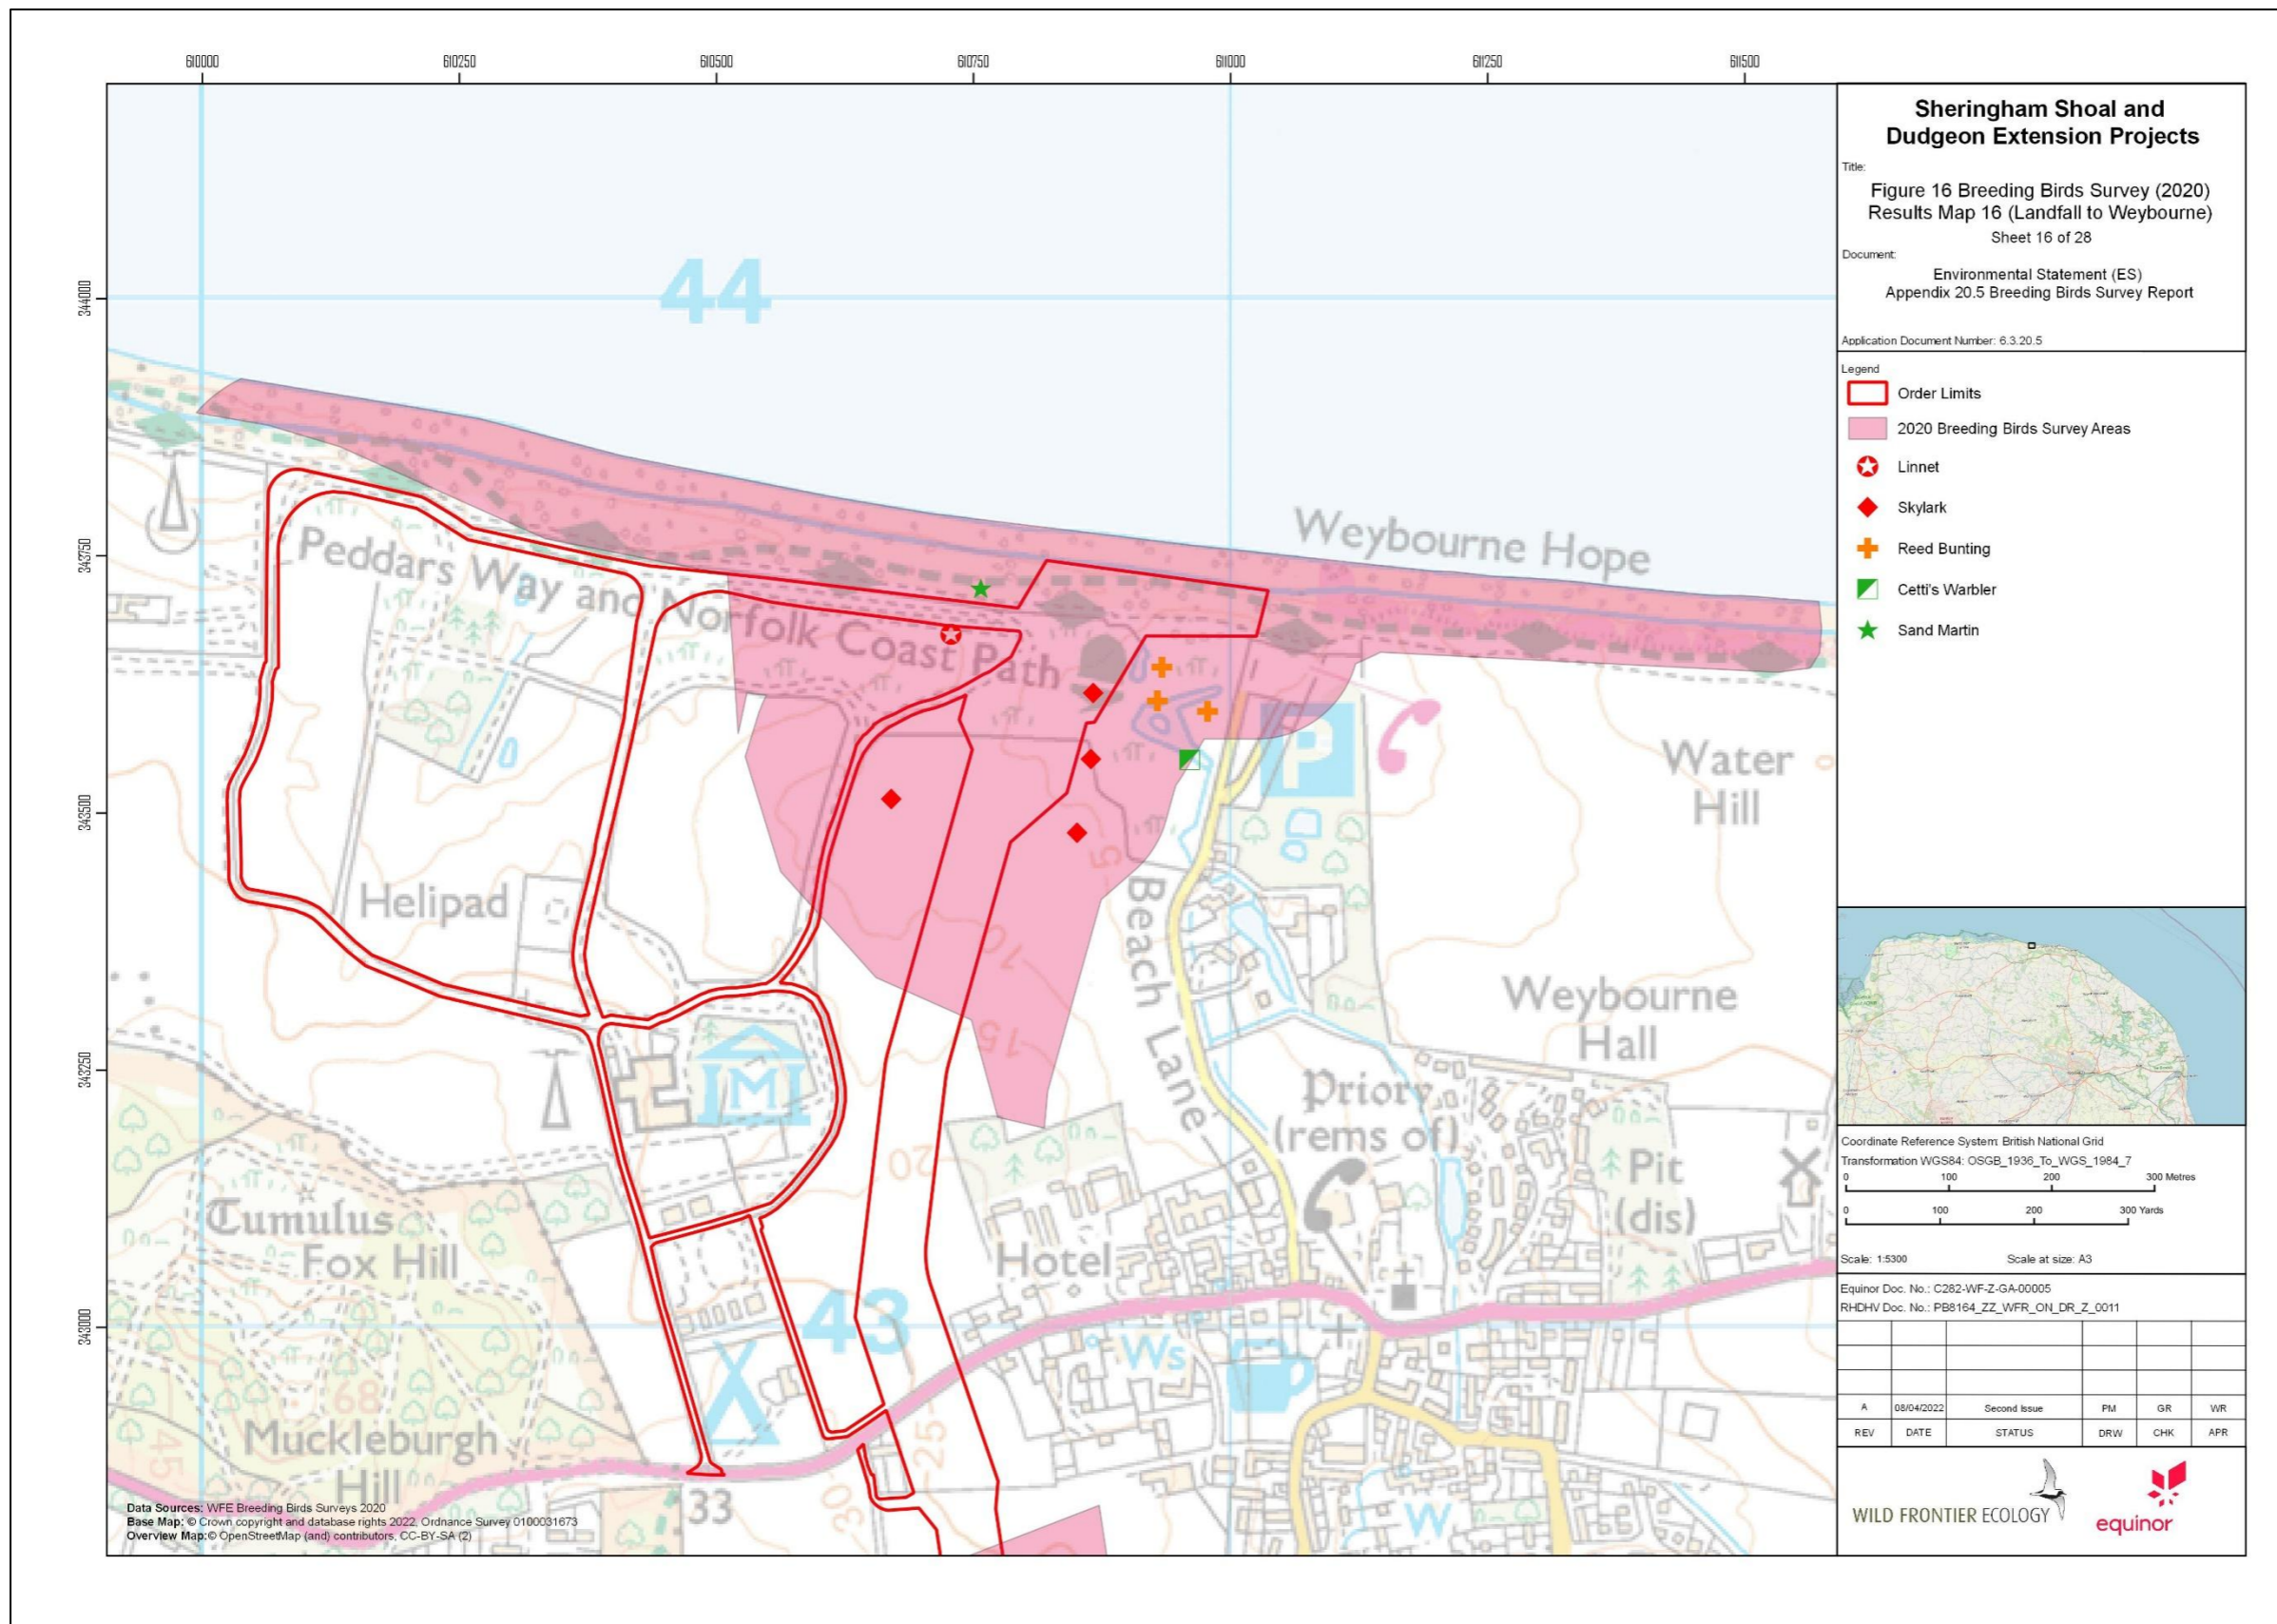 610000
610250
610500
610750
611000
611250
611500
344000
343750
343500
343250
343000
44
Weybourne Hope
Peddars Way and Norfolk Coast Path
Water
Hill
P
5
Helipad
10
Beach Lane
Weybourne
Hall
15
M
Priory
(rems of)
20
Pit
(dis)
Tumulus
Fox Hill
Hotel
43
Ws
68
45
Muckleburgh
Hill
25
30
33
W
Data Sources: WFE Breeding Birds Surveys 2020
Base Map: © Crown copyright and database rights 2022, Ordnance Survey 0100031673
Overview Map:© OpenStreetMap (and) contributors, CC-BY-SA (2)
Sheringham Shoal and
Dudgeon Extension Projects
Title:
Figure 16 Breeding Birds Survey (2020)
Results Map 16 (Landfall to Weybourne)
Sheet 16 of 28
Document:
Environmental Statement (ES)
Appendix 20.5 Breeding Birds Survey Report
Application Document Number: 6.3.20.5
Legend
Order Limits
2020 Breeding Birds Survey Areas
Linnet
Skylark
Reed Bunting
Cetti's Warbler
Sand Martin
Coordinate Reference System: British National Grid
Transformation WGS84: OSGB_1936_To_WGS_1984_7
0 100 200 300 Metres
0 100 200 300 Yards
Scale: 1:5300 Scale at size: A3
Equinor Doc. No.: C282-WF-Z-GA-00005
RHDHV Doc. No.: PB8164_ZZ_WFR_ON_DR_Z_0011
A 08/04/2022 Second Issue PM GR WR
REV DATE STATUS DRW CHK APR
WILD FRONTIER ECOLOGY
equinor